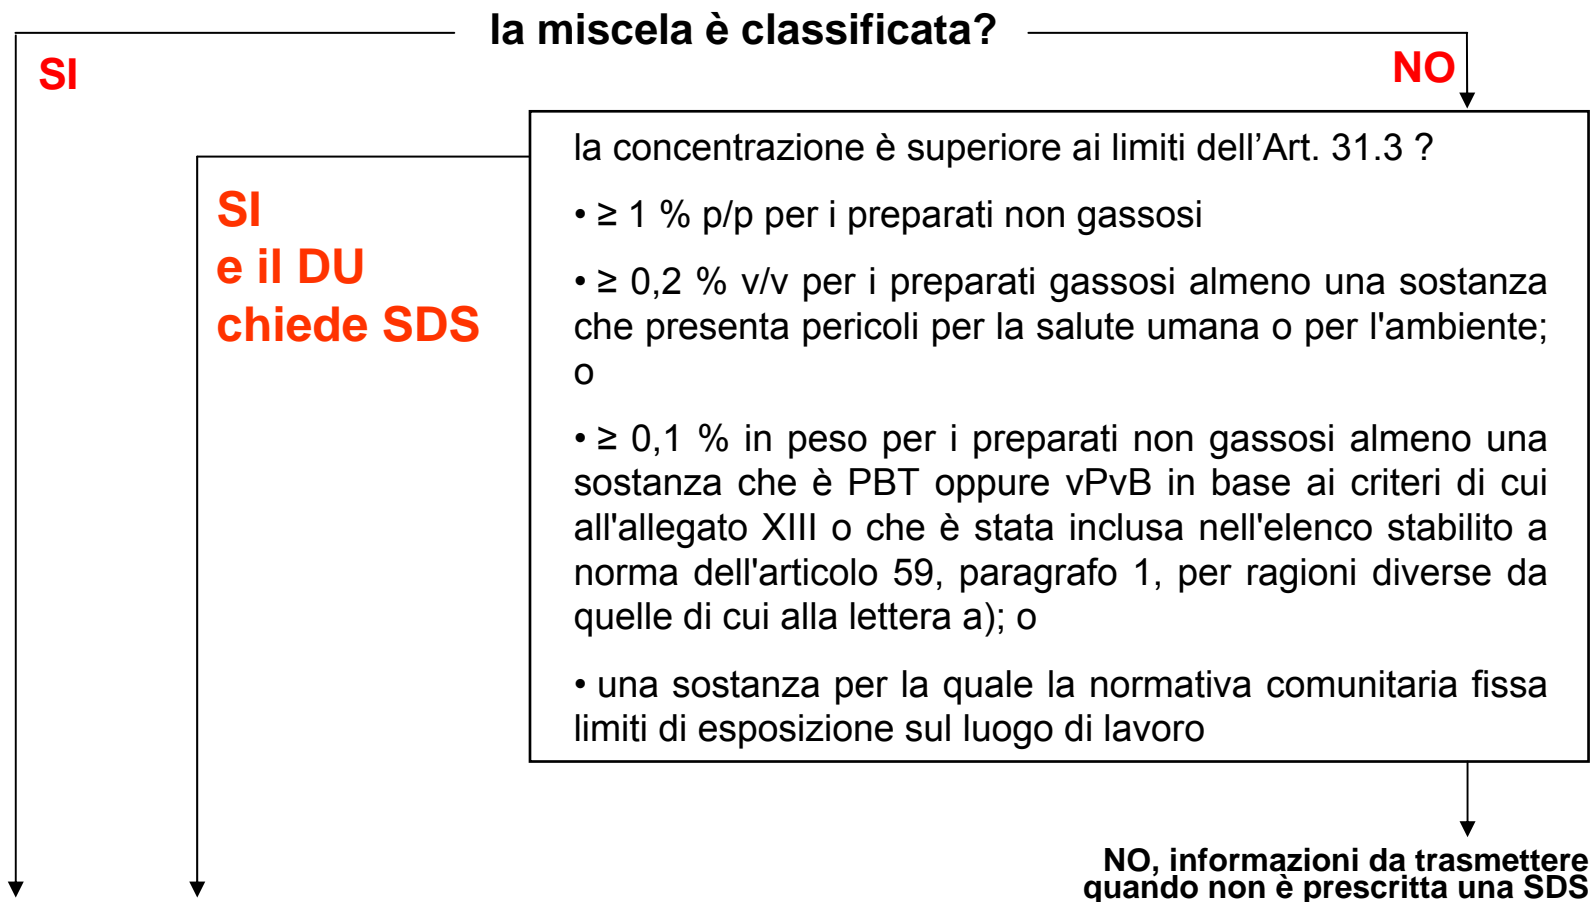 la miscela è classificata?
SI
NO
la concentrazione è superiore ai limiti dell’Art. 31.3 ?
SI
e il DU
chiede SDS
• ≥ 1 % p/p per i preparati non gassosi
• ≥ 0,2 % v/v per i preparati gassosi almeno una sostanza
che presenta pericoli per la salute umana o per l'ambiente;
o
• ≥ 0,1 % in peso per i preparati non gassosi almeno una
sostanza che è PBT oppure vPvB in base ai criteri di cui
all'allegato XIII o che è stata inclusa nell'elenco stabilito a
norma dell'articolo 59, paragrafo 1, per ragioni diverse da
quelle di cui alla lettera a); o
• una sostanza per la quale la normativa comunitaria fissa
limiti di esposizione sul luogo di lavoro
NO, informazioni da trasmettere
quando non è prescritta una SDS